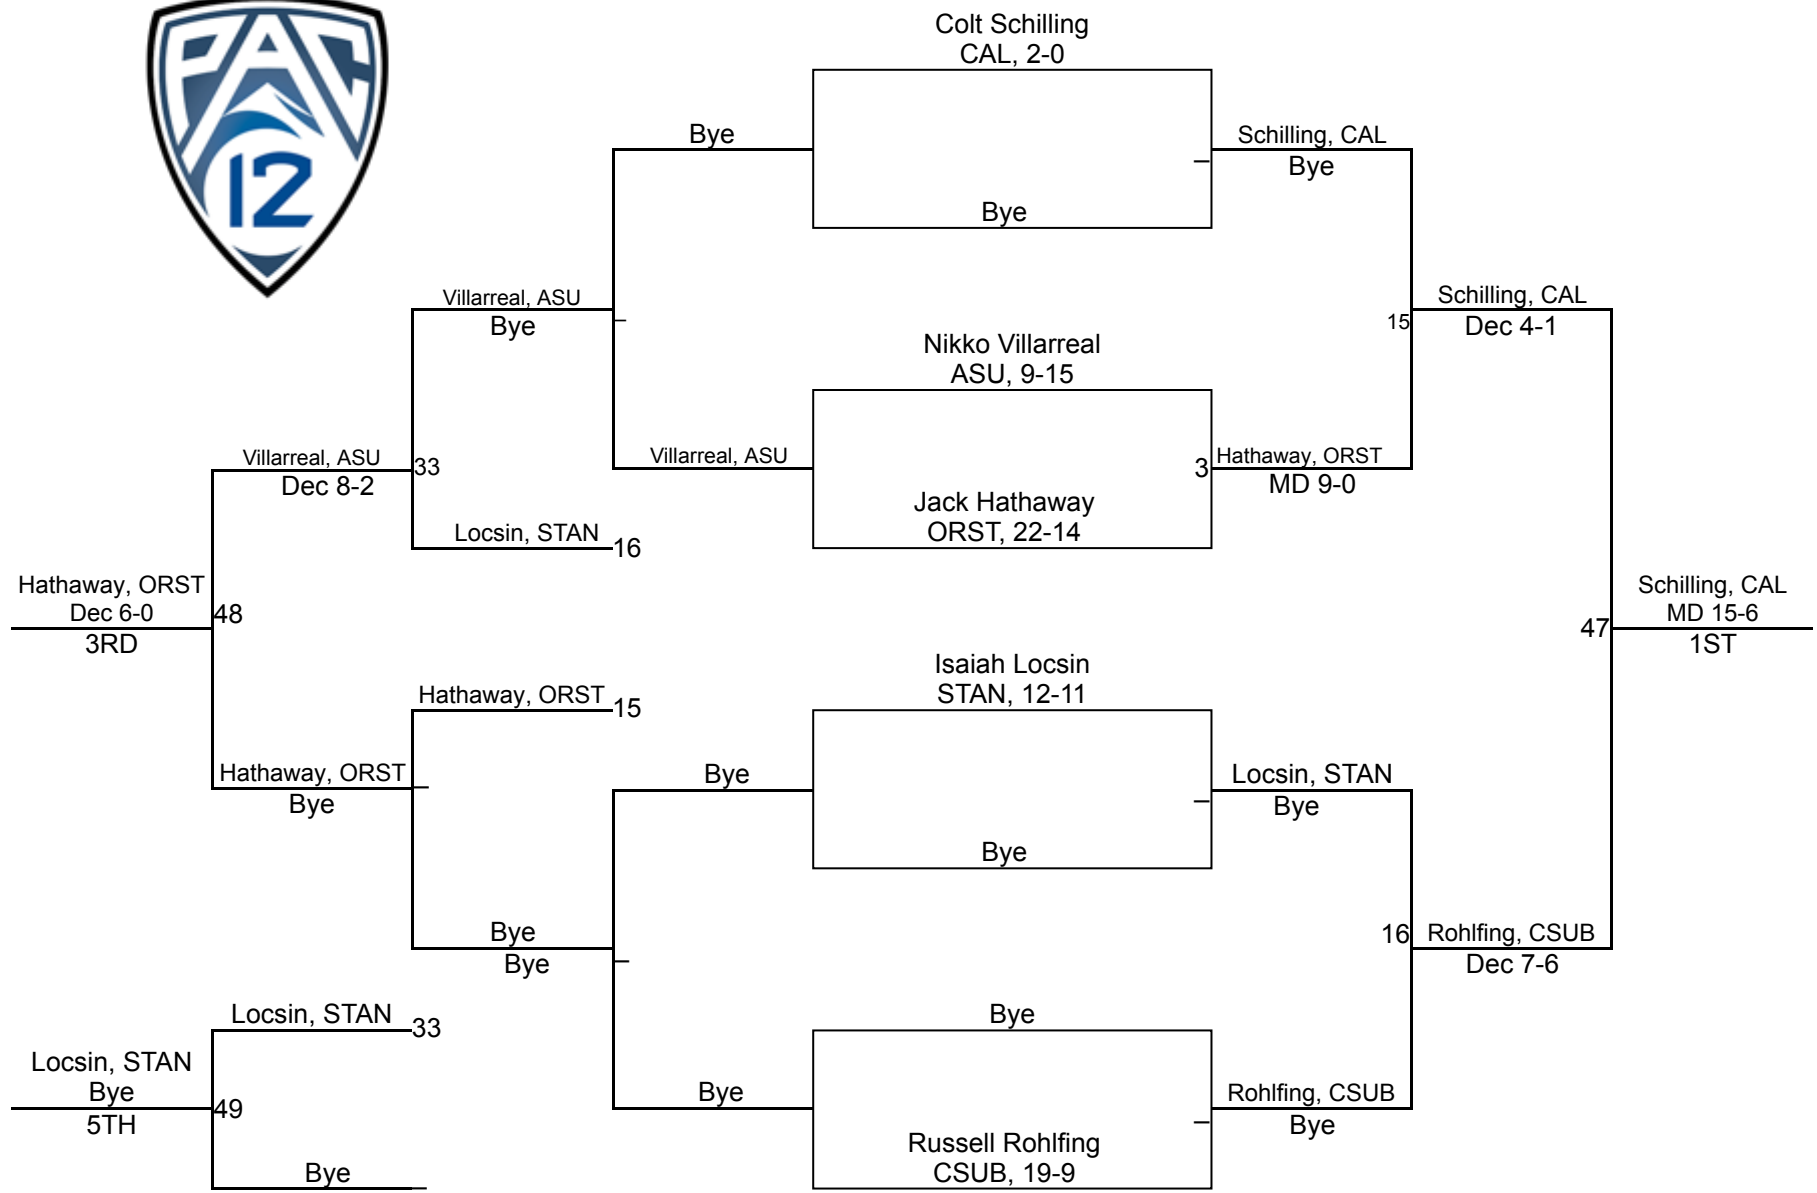 PAC
12
Colt Schilling
CAL, 2-0
Bye
Schilling, CAL
Bye
Bye
Villarreal, ASU
Bye
Schilling, CAL
15
Dec 4-1
Nikko Villarreal
ASU, 9-15
Villarreal, ASU
Dec 8-2
33
Villarreal, ASU
3
Hathaway, ORST
MD 9-0
Jack Hathaway
ORST, 22-14
Locsin, STAN
16
Hathaway, ORST
Dec 6-0
48
3RD
Schilling, CAL
MD 15-6
47
1ST
Isaiah Locsin
STAN, 12-11
Hathaway, ORST
15
Hathaway, ORST
Bye
Bye
Locsin, STAN
Bye
Bye
Bye
Bye
16
Rohlfing, CSUB
Dec 7-6
Locsin, STAN
33
Bye
Locsin, STAN
Bye
49
5TH
Bye
Rohlfing, CSUB
Bye
Russell Rohlfing
CSUB, 19-9
Bye